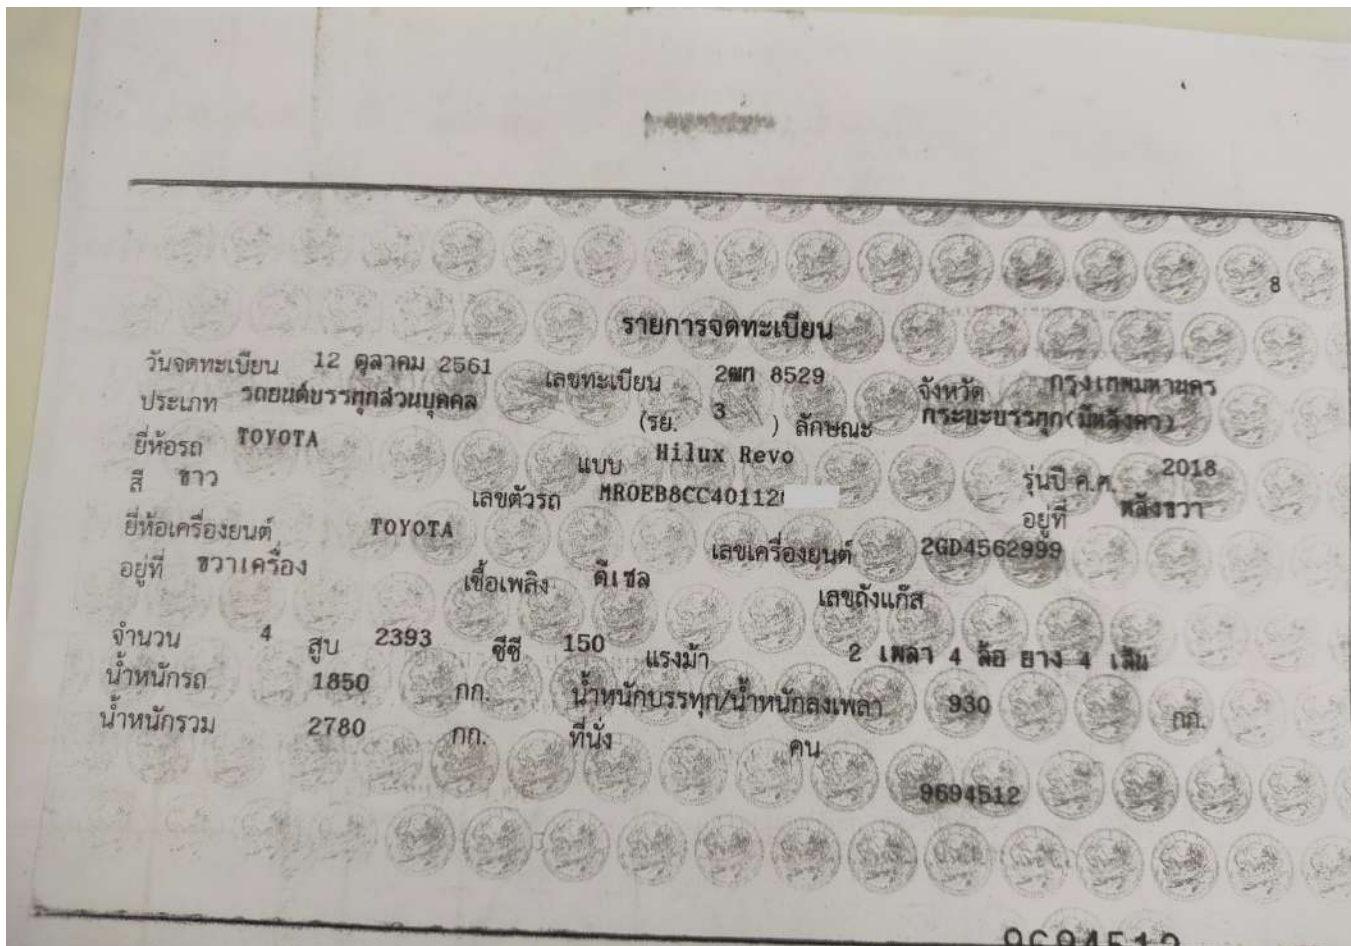 8
รายการจดทะเบียน
วันจดทะเบียน 12 ตุลาคม 2561 เลขทะเบียน 2ฒก 8529 จังหวัด กรุงเทพมหานคร
ประเภท รถยนต์บรรทุกส่วนบุคคล (รย. 3 ) ลักษณะ กระบะบรรทุก(มีหลังคา)
ยี่ห้อรถ TOYOTA แบบ Hilux Revo รุ่นปี ค.ศ. 2018
สี ขาว เลขตัวรถ MR0EB8CC401120 อยู่ที่ หลังขวา
ยี่ห้อเครื่องยนต์ TOYOTA เลขเครื่องยนต์ 2GD4562999
อยู่ที่ ขวาเครื่อง เชื้อเพลิง ดีเซล เลขถังแก๊ส
จำนวน 4 สูบ 2393 ซีซี 150 แรงม้า 2 เพลา 4 ล้อ ยาง 4 เส้น
น้ำหนักรถ 1850 กก. น้ำหนักบรรทุก/น้ำหนักลงเพลา 930 กก.
น้ำหนักรวม 2780 กก. ที่นั่ง คน
9694512
9694512